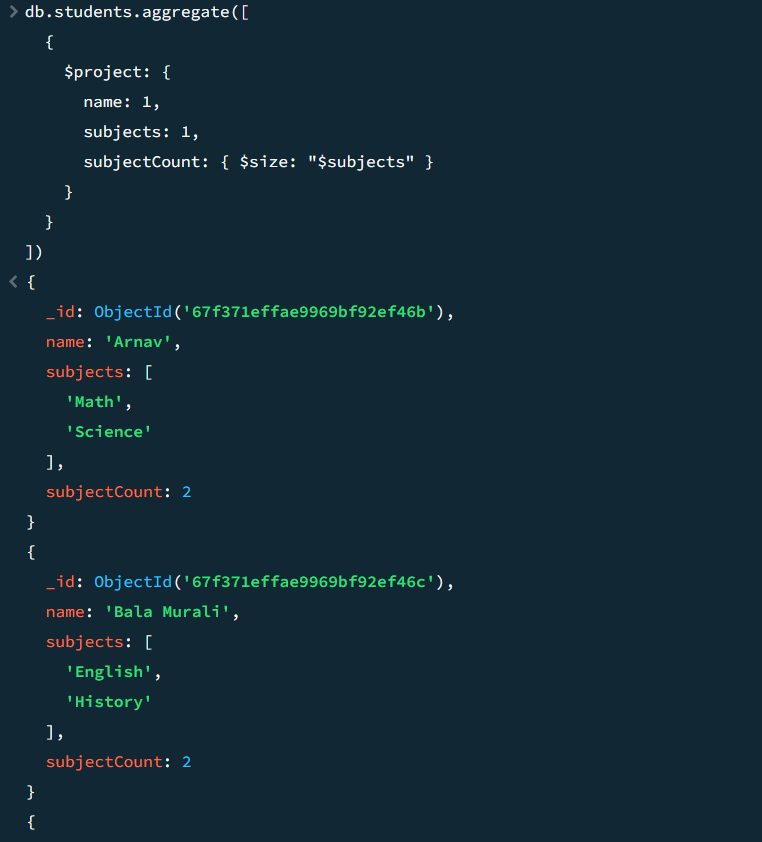 > db.students.aggregate([
{
$project: {
name: 1,
subjects: 1,
subjectCount: { $size: "$subjects" }
}
}
])
< {
_id: ObjectId('67f371effae9969bf92ef46b'),
name: 'Arnav',
subjects: [
'Math',
'Science'
],
subjectCount: 2
}
{
_id: ObjectId('67f371effae9969bf92ef46c'),
name: 'Bala Murali',
subjects: [
'English',
'History'
],
subjectCount: 2
}
{